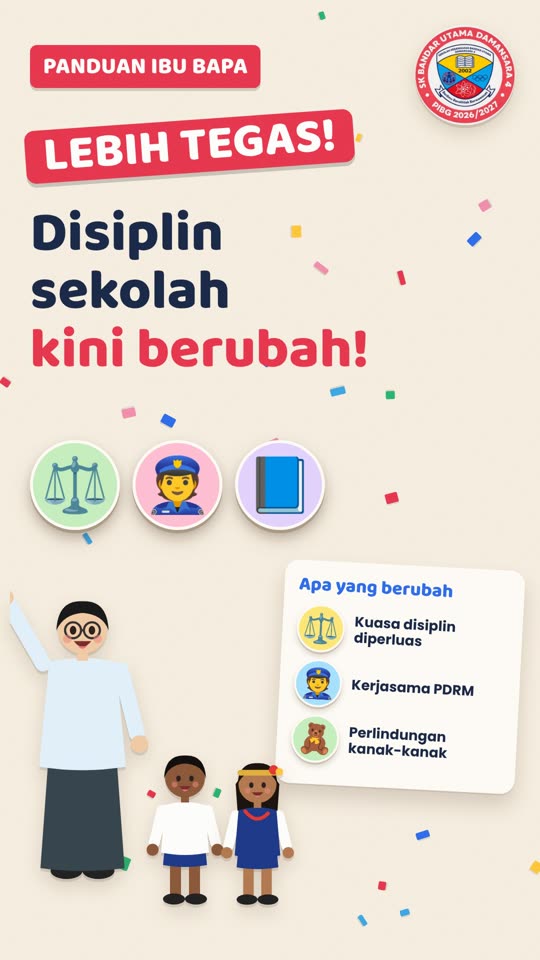 PANDUAN IBU BAPA
SK BANDAR UTAMA DAMANSARA 4
2002
PIBG 2026/2027
LEBIH TEGAS!
Disiplin
sekolah
kini berubah!
Apa yang berubah
Kuasa disiplin
diperluas
Kerjasama PDRM
Perlindungan
kanak-kanak